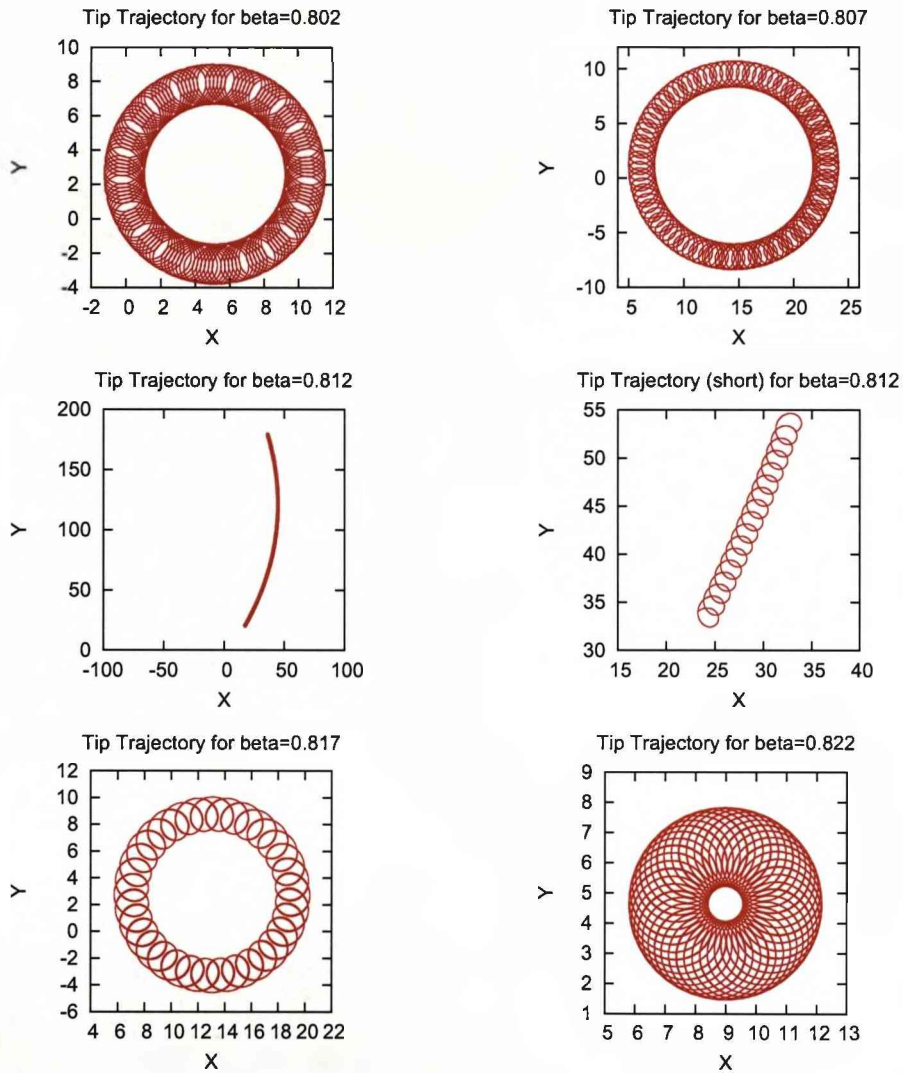 Tip Trajectory for beta=0.802
10
8
6
4
2
0
-2
-4
Y
-2 0 2 4 6 8 10 12
X
Tip Trajectory for beta=0.807
10
5
0
-5
-10
Y
5 10 15 20 25
X
Tip Trajectory for beta=0.812
200
150
100
50
0
Y
-100 -50 0 50 100
X
Tip Trajectory (short) for beta=0.812
55
50
45
40
35
30
Y
15 20 25 30 35 40
X
Tip Trajectory for beta=0.817
12
10
8
6
4
2
0
-2
-4
-6
Y
4 6 8 10 12 14 16 18 20 22
X
Tip Trajectory for beta=0.822
9
8
7
6
5
4
3
2
1
Y
5 6 7 8 9 10 11 12 13
X